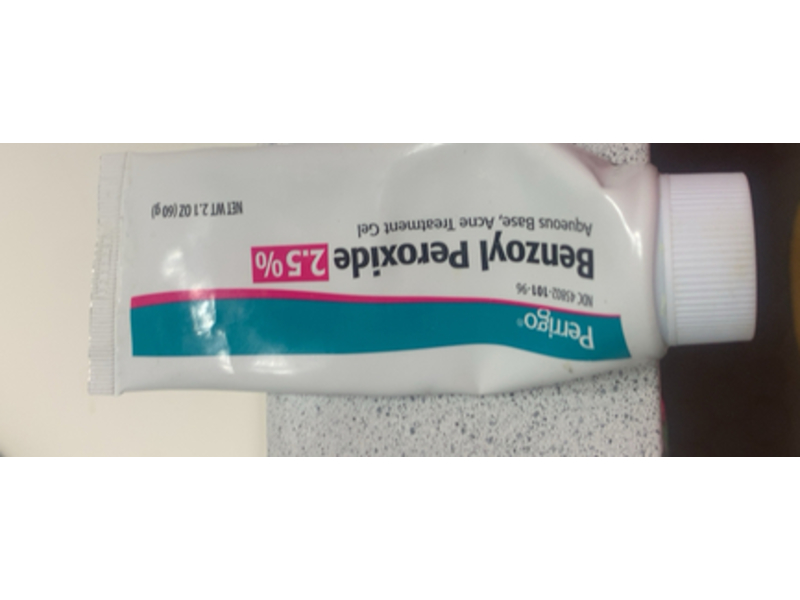 Perrigo®
NDC 45802-101-96
Benzoyl Peroxide 2.5%
Aqueous Base, Acne Treatment Gel
NET WT 2.1 OZ (60 g)